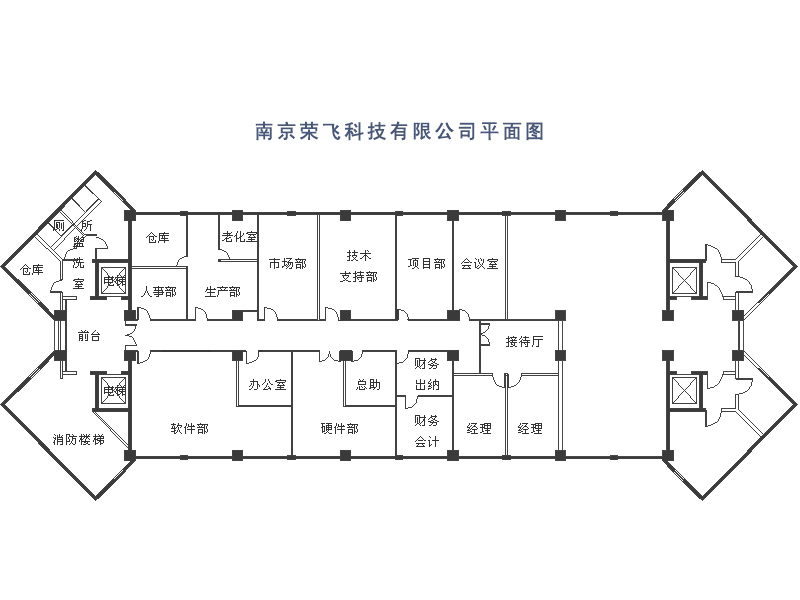 南京荣飞科技有限公司平面图
厕 所
盥洗室
仓库
电梯
前台
电梯
消防楼梯
仓库
老化室
人事部
生产部
市场部
技术
支持部
项目部
会议室
接待厅
办公室
总助
财务
出纳
软件部
硬件部
财务
会计
经理
经理